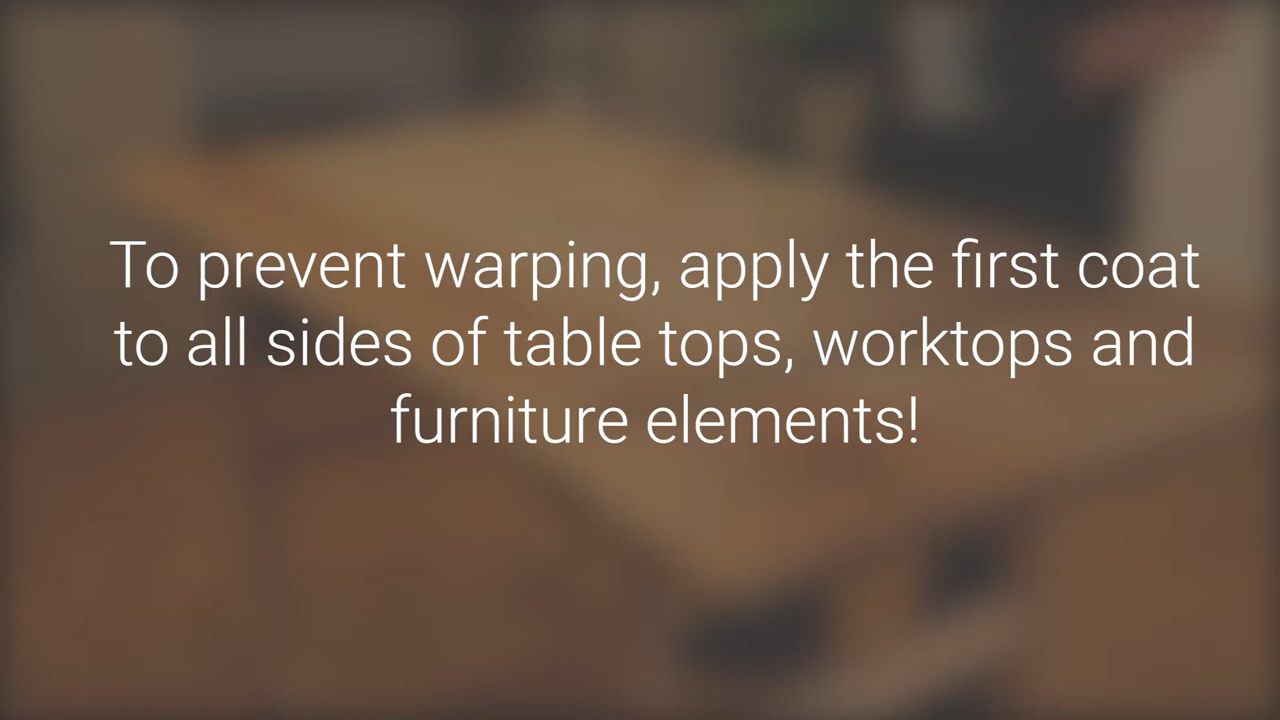 To prevent warping, apply the first coat
to all sides of table tops, worktops and
furniture elements!